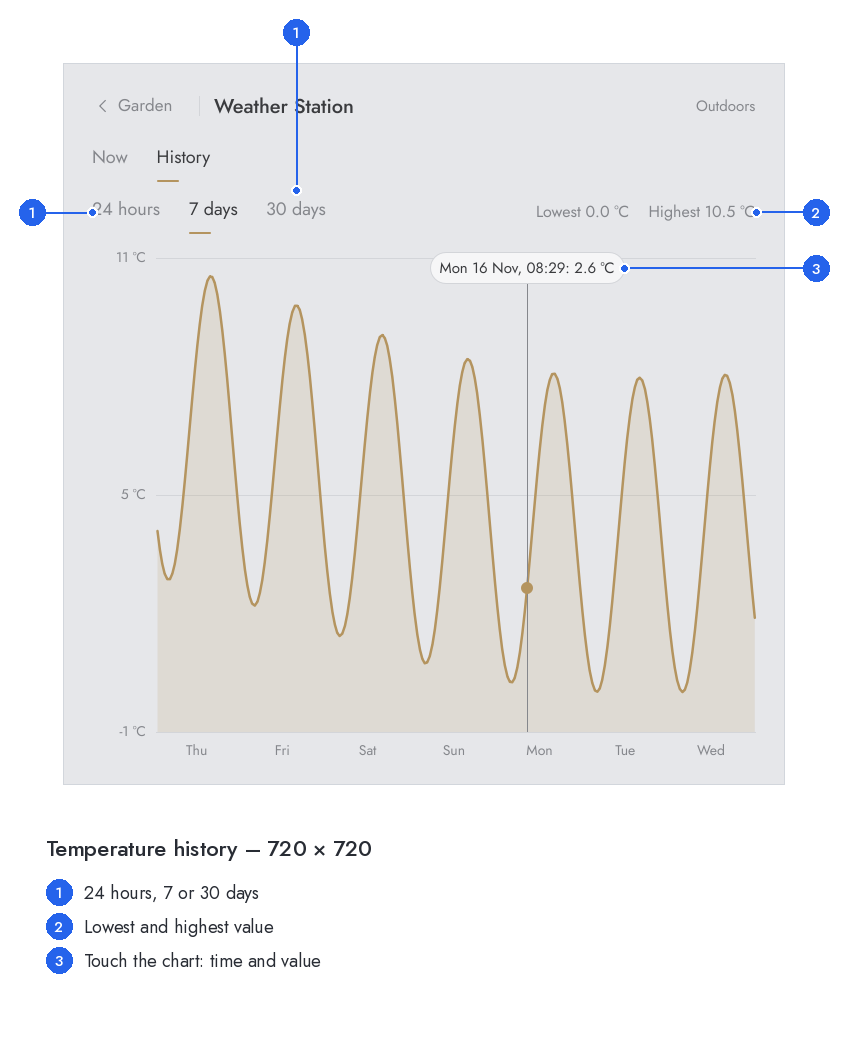 1
Garden
Weather Station
Outdoors
Now
History
1
24 hours
7 days
30 days
Lowest 0.0 °C
Highest 10.5 °C
2
11 °C
Mon 16 Nov, 08:29: 2.6 °C
3
5 °C
-1 °C
Thu Fri Sat Sun Mon Tue Wed
Temperature history – 720 × 720
1 24 hours, 7 or 30 days
2 Lowest and highest value
3 Touch the chart: time and value